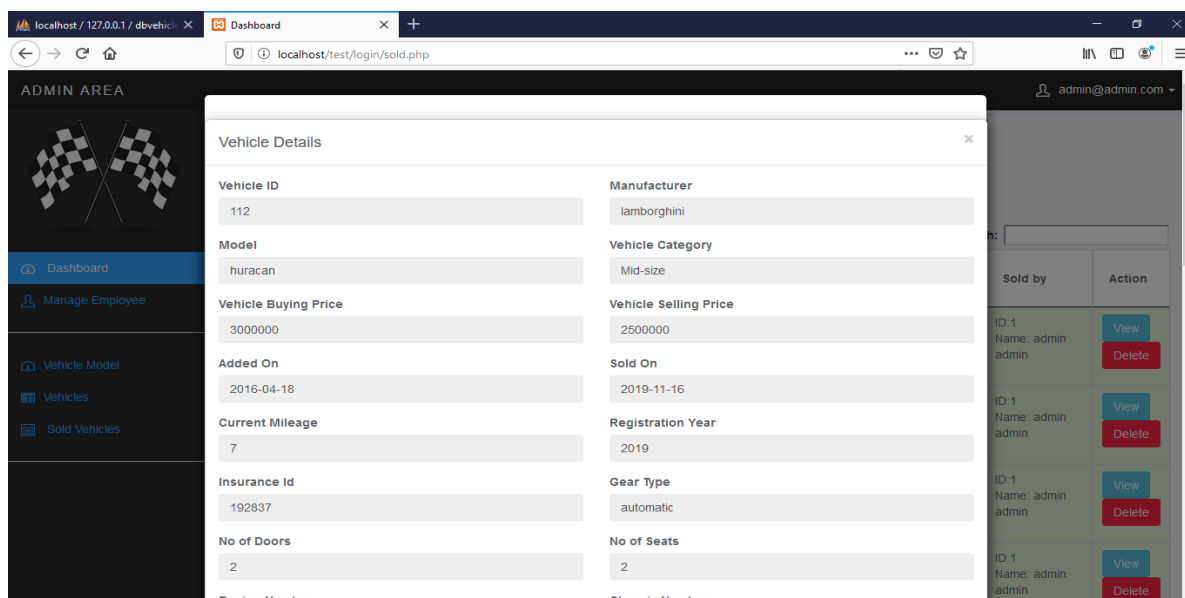 localhost / 127.0.0.1 / dbvehicl
Dashboard
localhost/test/login/sold.php
ADMIN AREA
admin@admin.com
Vehicle Details
Vehicle ID
Manufacturer
112
lamborghini
Model
Vehicle Category
huracan
Mid-size
Vehicle Buying Price
Vehicle Selling Price
3000000
2500000
Added On
Sold On
2016-04-18
2019-11-16
Current Mileage
Registration Year
7
2019
Insurance Id
Gear Type
192837
automatic
No of Doors
No of Seats
2
2
Dashboard
Manage Employee
Vehicle Model
Vehicles
Sold Vehicles
h:
Sold by
Action
ID:1
Name: admin
admin
View
Delete
ID:1
Name: admin
admin
View
Delete
ID:1
Name: admin
admin
View
Delete
ID:1
Name: admin
admin
View
Delete